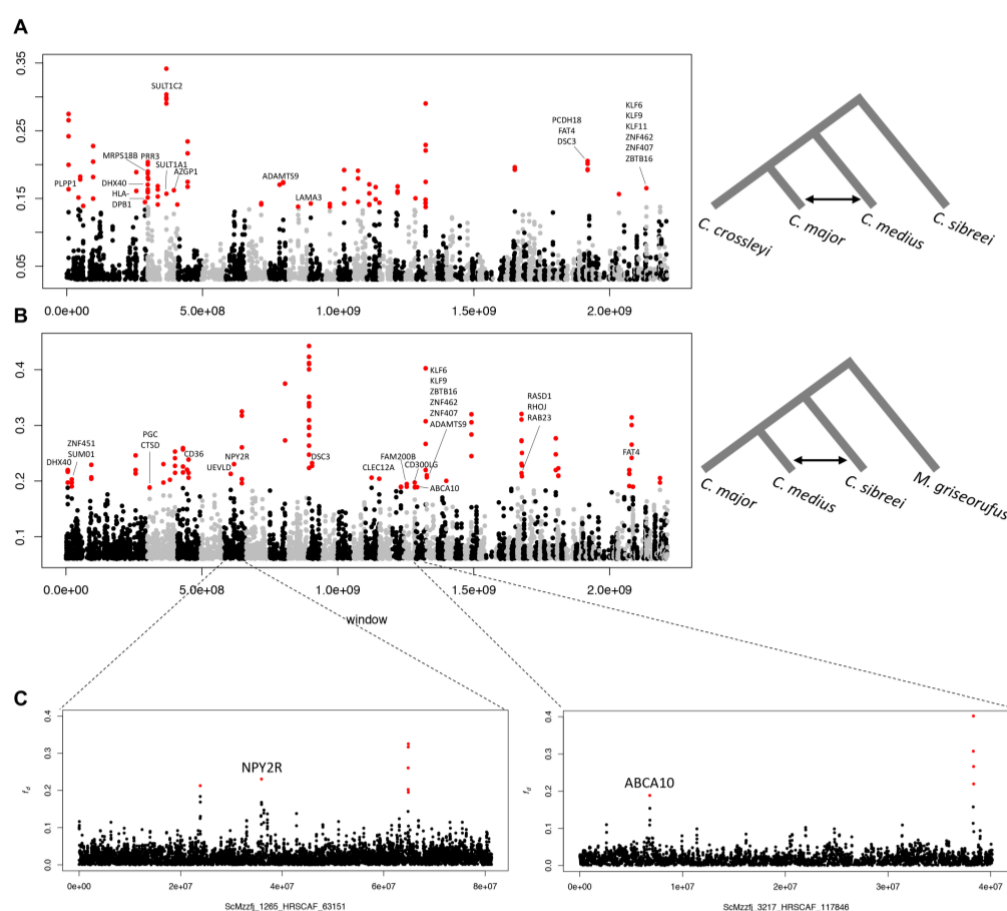 A
0.35
0.25
0.15
0.05
SULT1C2
MRPS18B
PRR3
SULT1A1
AZGP1
PLPP1
DHX40
HLA-
DPB1
ADAMTS9
LAMA3
PCDH18
FAT4
DSC3
KLF6
KLF9
KLF11
ZNF462
ZNF407
ZBTB16
0.0e+00 5.0e+08 1.0e+09 1.5e+09 2.0e+09
C. crossleyi
C. major
C. medius
C. sibreei
B
0.4
0.3
0.2
0.1
ZNF451
SUM01
DHX40
PGC
CTSD
CD36
UEVLD
NPY2R
DSC3
CLEC12A
FAM200B
CD300LG
ABCA10
KLF6
KLF9
ZBTB16
ZNF462
ZNF407
ADAMTS9
RASD1
RHOJ
RAB23
FAT4
0.0e+00 5.0e+08 1.0e+09 1.5e+09 2.0e+09
window
C. major
C. medius
C. sibreei
M. griseorufus
C
0.4
0.3
0.2
0.1
0.0
fd
NPY2R
0e+00 2e+07 4e+07 6e+07 8e+07
ScMzzfj_1265_HRSCAF_63151
0.4
0.3
0.2
0.1
0.0
fd
ABCA10
0e+00 1e+07 2e+07 3e+07 4e+07
ScMzzfj_3217_HRSCAF_117846